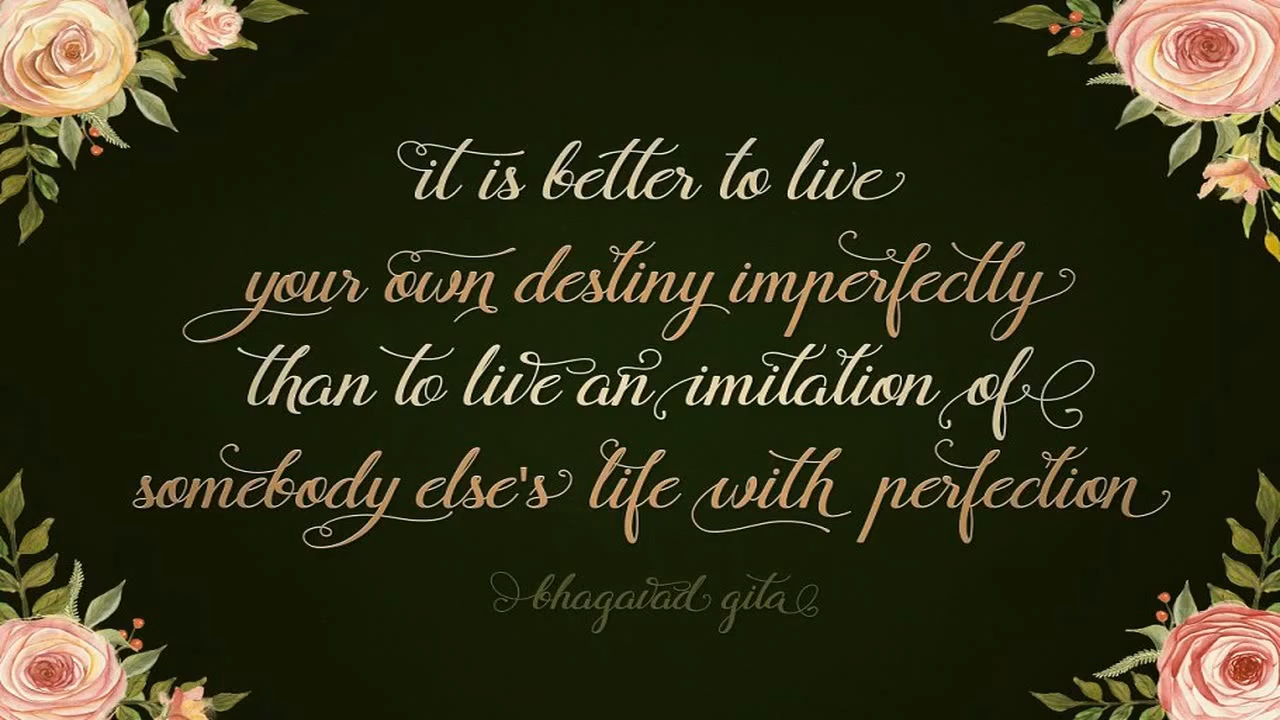 it is better to live
your own destiny imperfectly
than to live an imitation of
somebody else's life with perfection
bhagavad gita